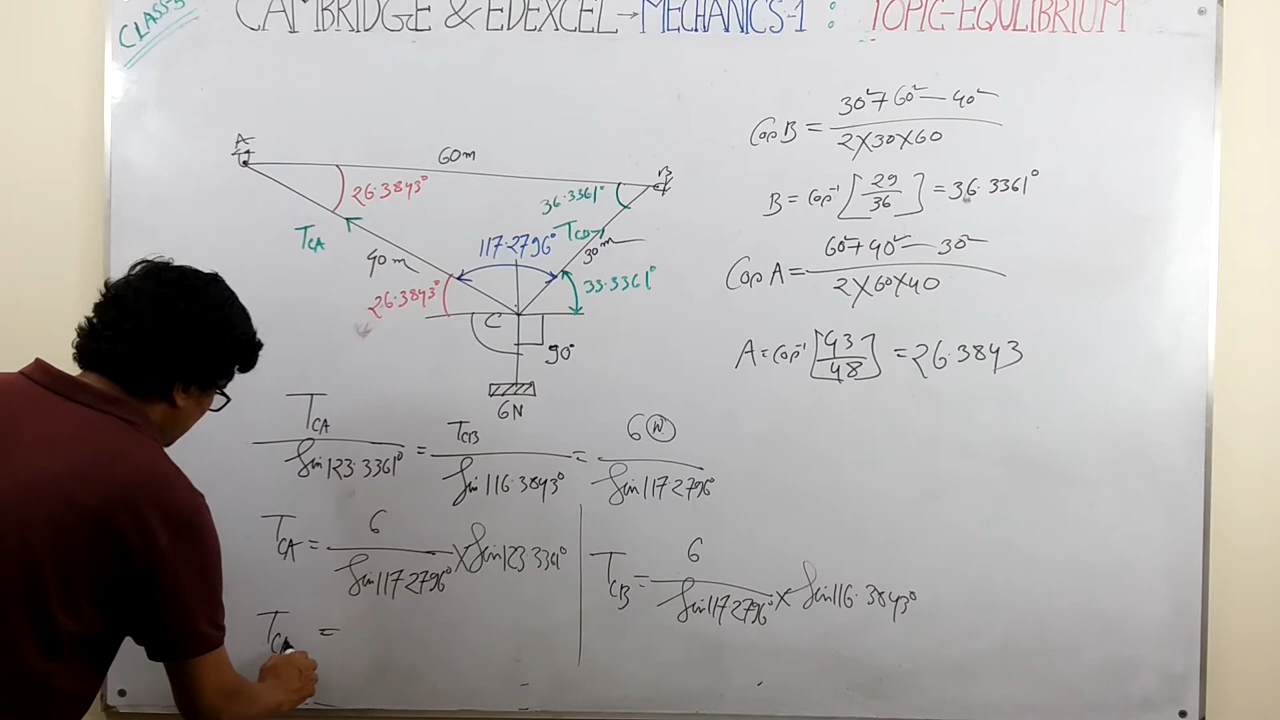 CLASS-3
CAMBRIDGE & EDEXCEL → MECHANICS-1 : TOPIC-EQULIBRIUM
A
60m
B
26.3843°
36.3361°
T_CA
117.2796°
40m
30m
26.3843°
33.3361°
C
90°
6N
Cos B = (30² + 60² - 40²) / (2×30×60)
B = Cos⁻¹ [29/36] = 36.3361°
Cos A = (60² + 40² - 30²) / (2×60×40)
A = Cos⁻¹ [43/48] = 26.3843
T_CA / Sin 123.3361° = T_CB / Sin 116.3843° = 6 (N) / Sin 117.2796°
T_CA = 6 / Sin 117.2796° × Sin 123.3361°
T_CB = 6 / Sin 117.2796° × Sin 116.3843°
T_CA =